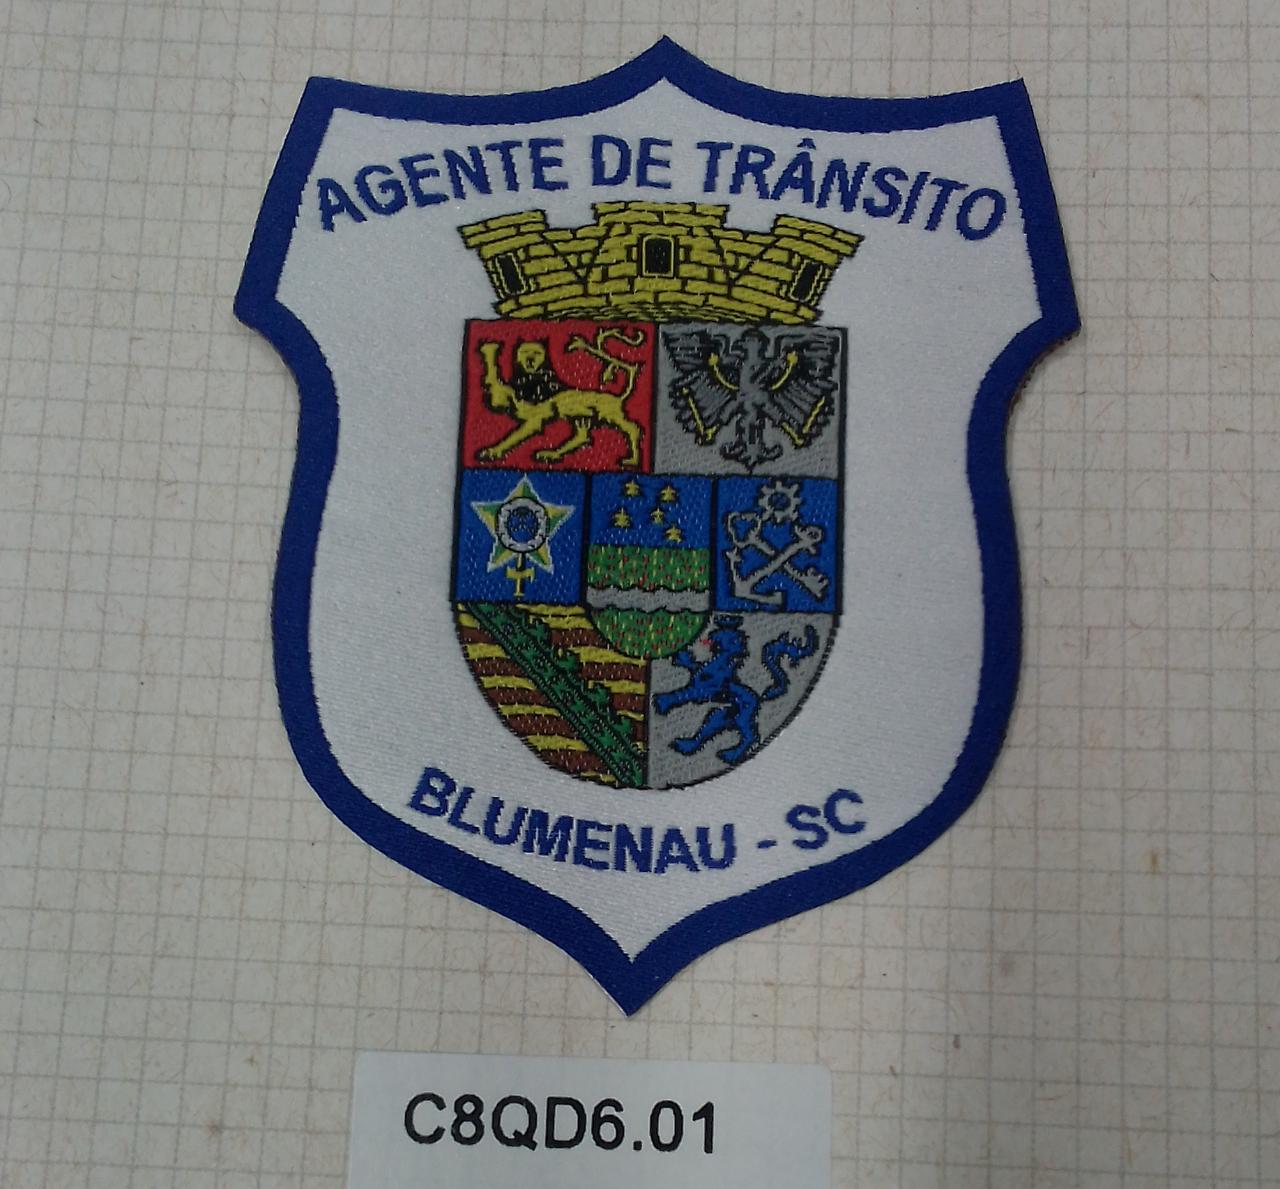 AGENTE DE TRÂNSITO
BLUMENAU - SC
C8QD6.01